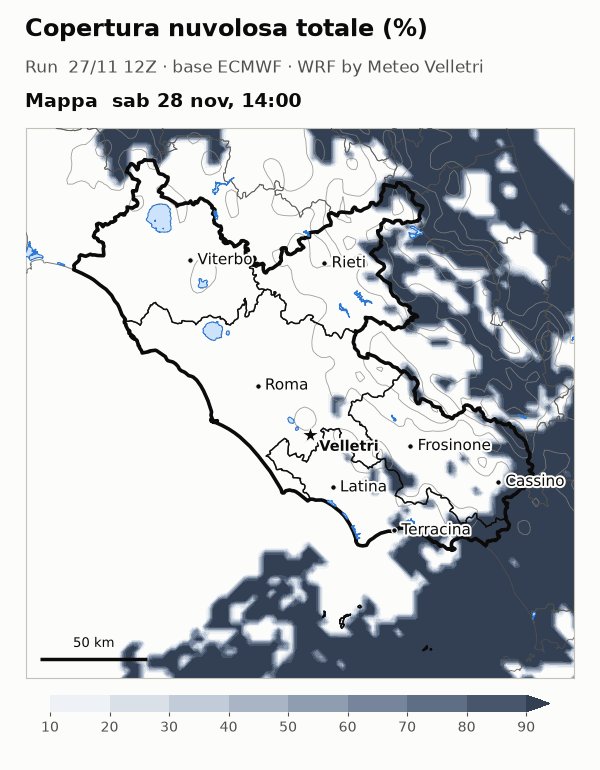 Copertura nuvolosa totale (%)
Run  27/11 12Z · base ECMWF · WRF by Meteo Velletri
Mappa  sab 28 nov, 14:00
Viterbo
Rieti
Roma
Velletri
Frosinone
Cassino
Latina
Terracina
50 km
10 20 30 40 50 60 70 80 90